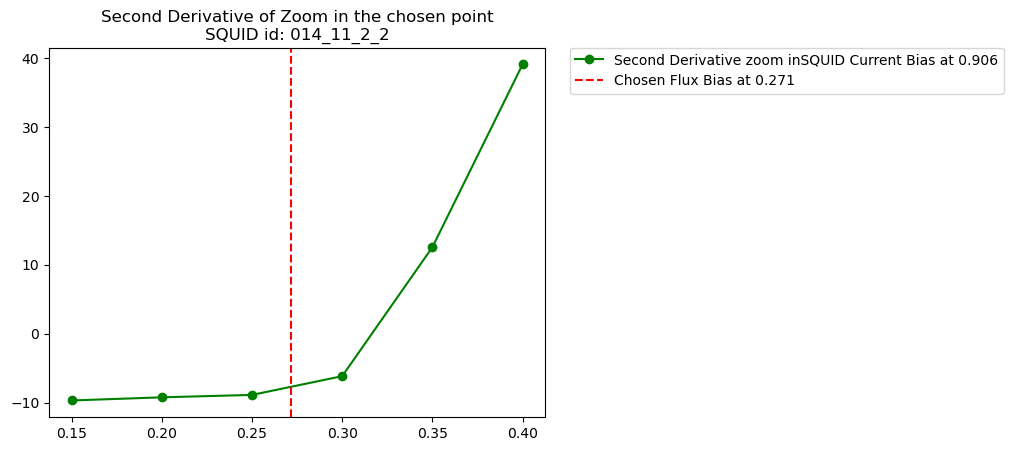 Second Derivative of Zoom in the chosen point
SQUID id: 014_11_2_2
40
30
20
10
0
−10
0.15 0.20 0.25 0.30 0.35 0.40
Second Derivative zoom inSQUID Current Bias at 0.906
Chosen Flux Bias at 0.271